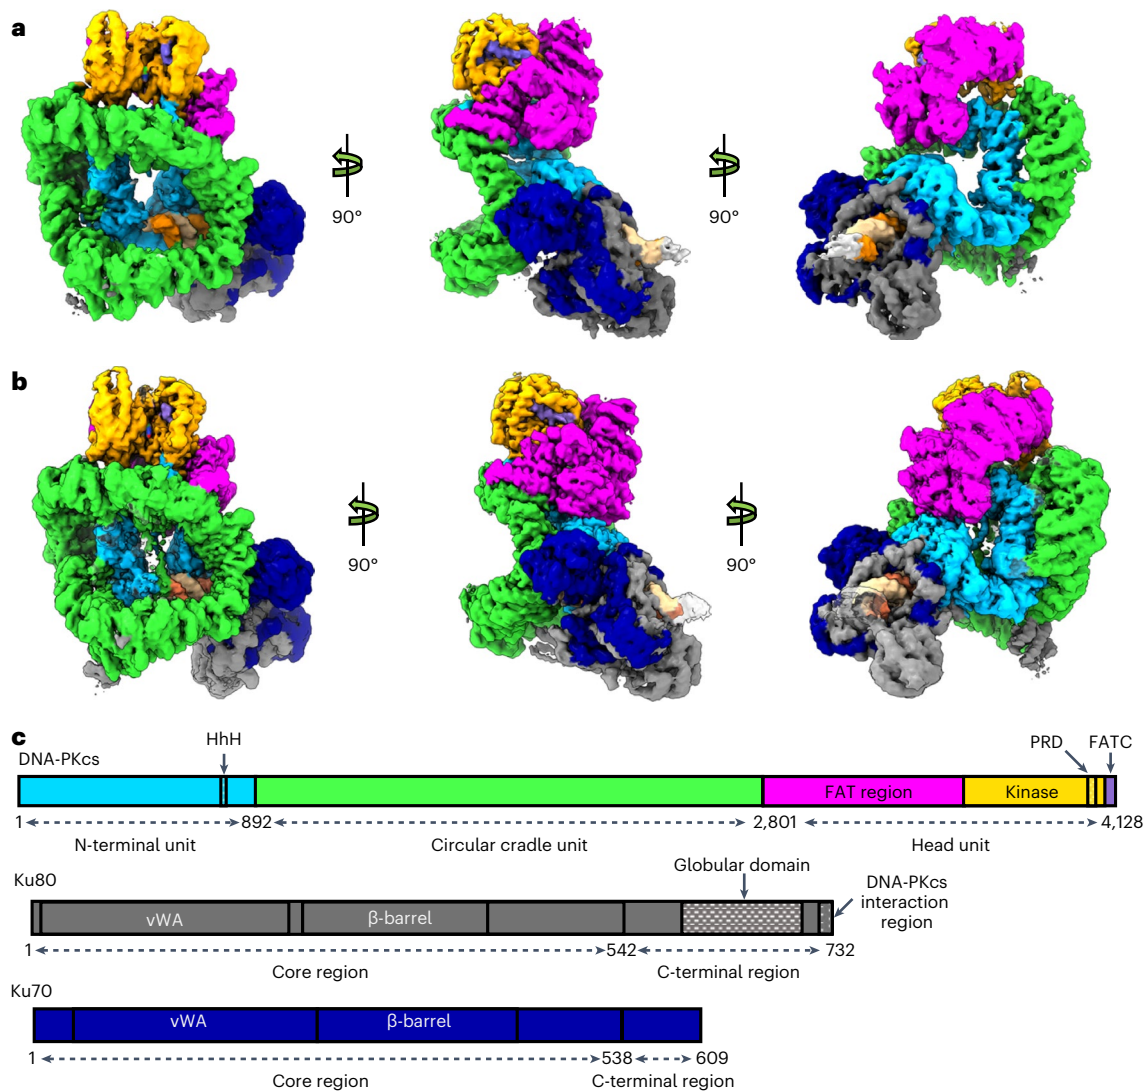 a
90°
90°
b
90°
90°
c
HhH
PRD
FATC
DNA-PKcs
FAT region
Kinase
1
892
2,801
4,128
N-terminal unit
Circular cradle unit
Head unit
Globular domain
Ku80
DNA-PKcs
interaction
region
vWA
β-barrel
1
542
732
Core region
C-terminal region
Ku70
vWA
β-barrel
1
538
609
Core region
C-terminal region